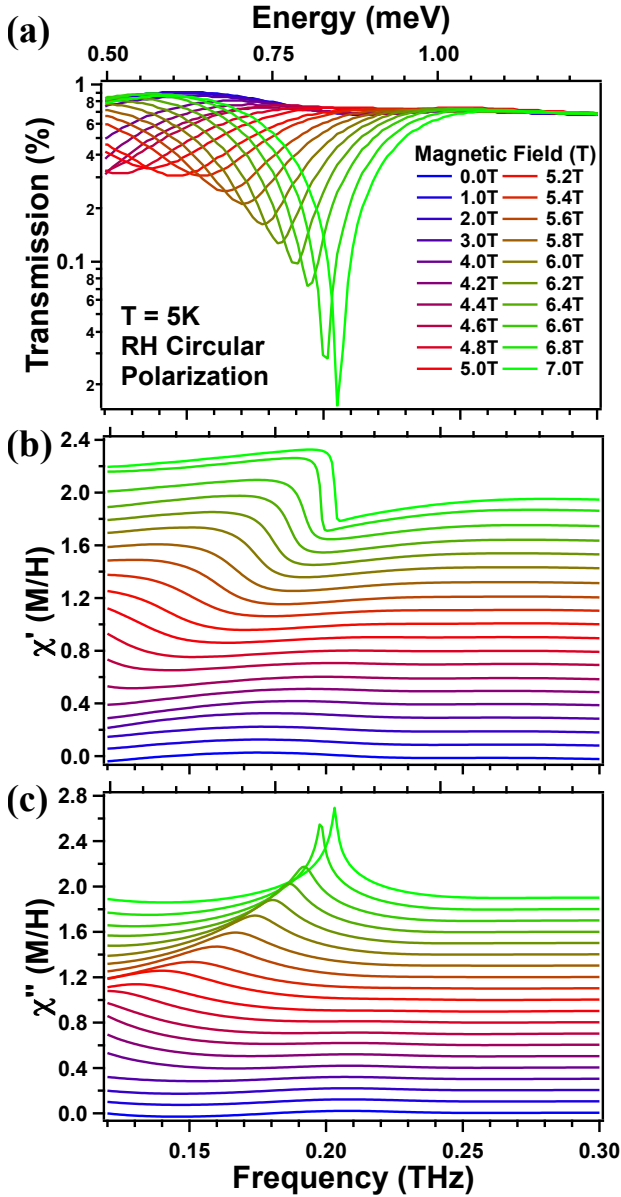 (a)
Energy (meV)
0.50 0.75 1.00
Transmission (%)
1
8
6
4
2
0.1
8
6
4
2
Magnetic Field (T)
0.0T 5.2T
1.0T 5.4T
2.0T 5.6T
3.0T 5.8T
4.0T 6.0T
4.2T 6.2T
4.4T 6.4T
4.6T 6.6T
4.8T 6.8T
5.0T 7.0T
T = 5K
RH Circular
Polarization
(b)
χ' (M/H)
2.4
2.0
1.6
1.2
0.8
0.4
0.0
(c)
χ" (M/H)
2.8
2.4
2.0
1.6
1.2
0.8
0.4
0.0
0.15 0.20 0.25 0.30
Frequency (THz)